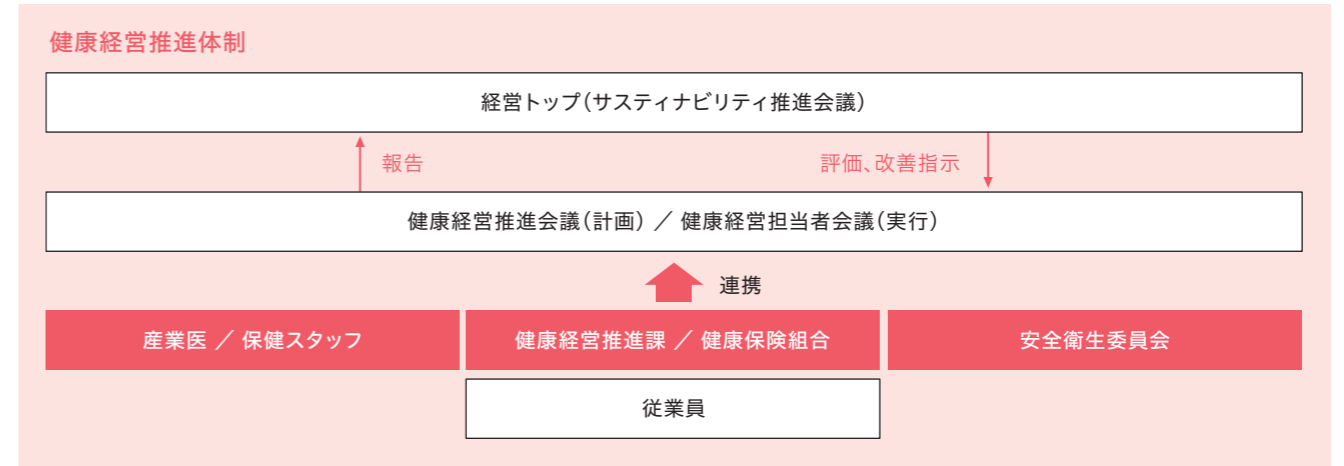 健康経営推進体制
経営トップ（サスティナビリティ推進会議）
報告
評価、改善指示
健康経営推進会議（計画） ／ 健康経営担当者会議（実行）
連携
産業医 ／ 保健スタッフ
健康経営推進課 ／ 健康保険組合
安全衛生委員会
従業員